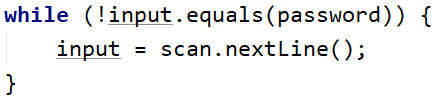 while (!input.equals(password)) {
    input = scan.nextLine();
}